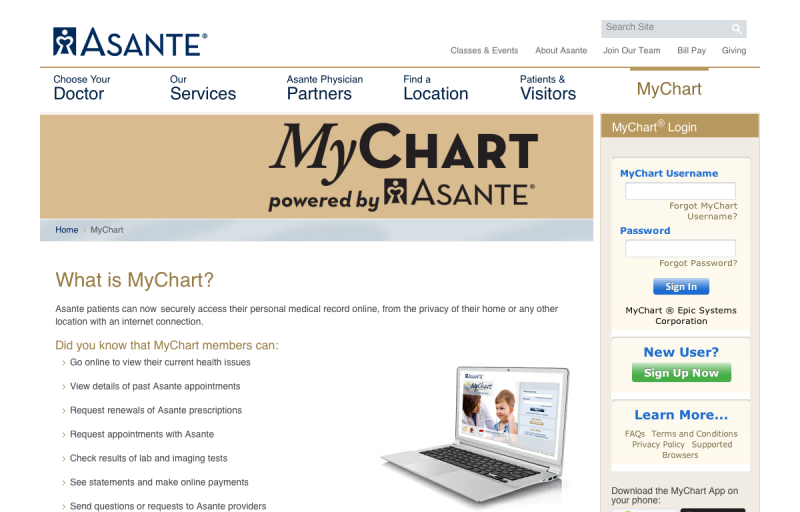 ASANTE®
Search Site
Classes & Events About Asante Join Our Team Bill Pay Giving
Choose Your
Doctor
Our
Services
Asante Physician
Partners
Find a
Location
Patients &
Visitors
MyChart
MyChart® Login
MyCHART
powered by ASANTE®
Home MyChart
MyChart Username
Forgot MyChart
Username?
Password
Forgot Password?
Sign In
MyChart ® Epic Systems
Corporation
What is MyChart?
Asante patients can now securely access their personal medical record online, from the privacy of their home or any other
location with an internet connection.
Did you know that MyChart members can:
Go online to view their current health issues
View details of past Asante appointments
Request renewals of Asante prescriptions
Request appointments with Asante
Check results of lab and imaging tests
See statements and make online payments
Send questions or requests to Asante providers
ASANTE
MyChart
New User?
Sign Up Now
Learn More...
FAQs Terms and Conditions
Privacy Policy Supported
Browsers
Download the MyChart App on
your phone: